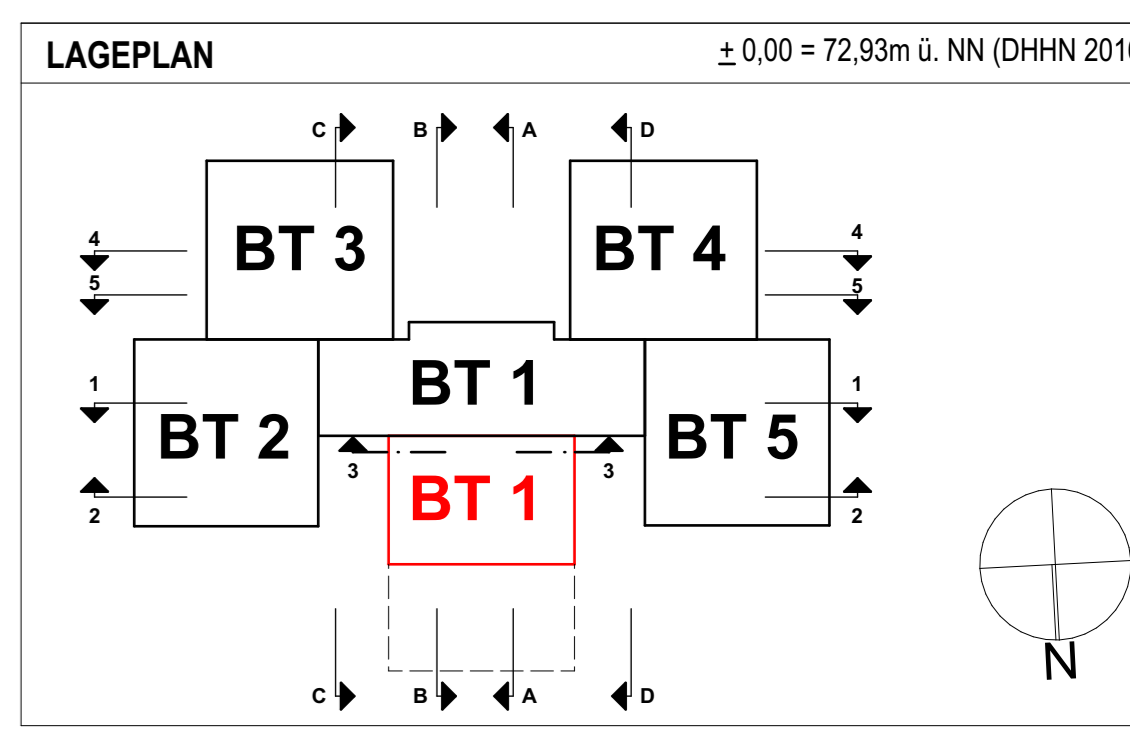 LAGEPLAN ± 0,00 = 72,93m ü. NN (DHHN 201
C B A D
BT 3 BT 4
4 4
5 5
BT 1
1 1
BT 2 BT 5
3 3
BT 1
2 2
N
C B A D